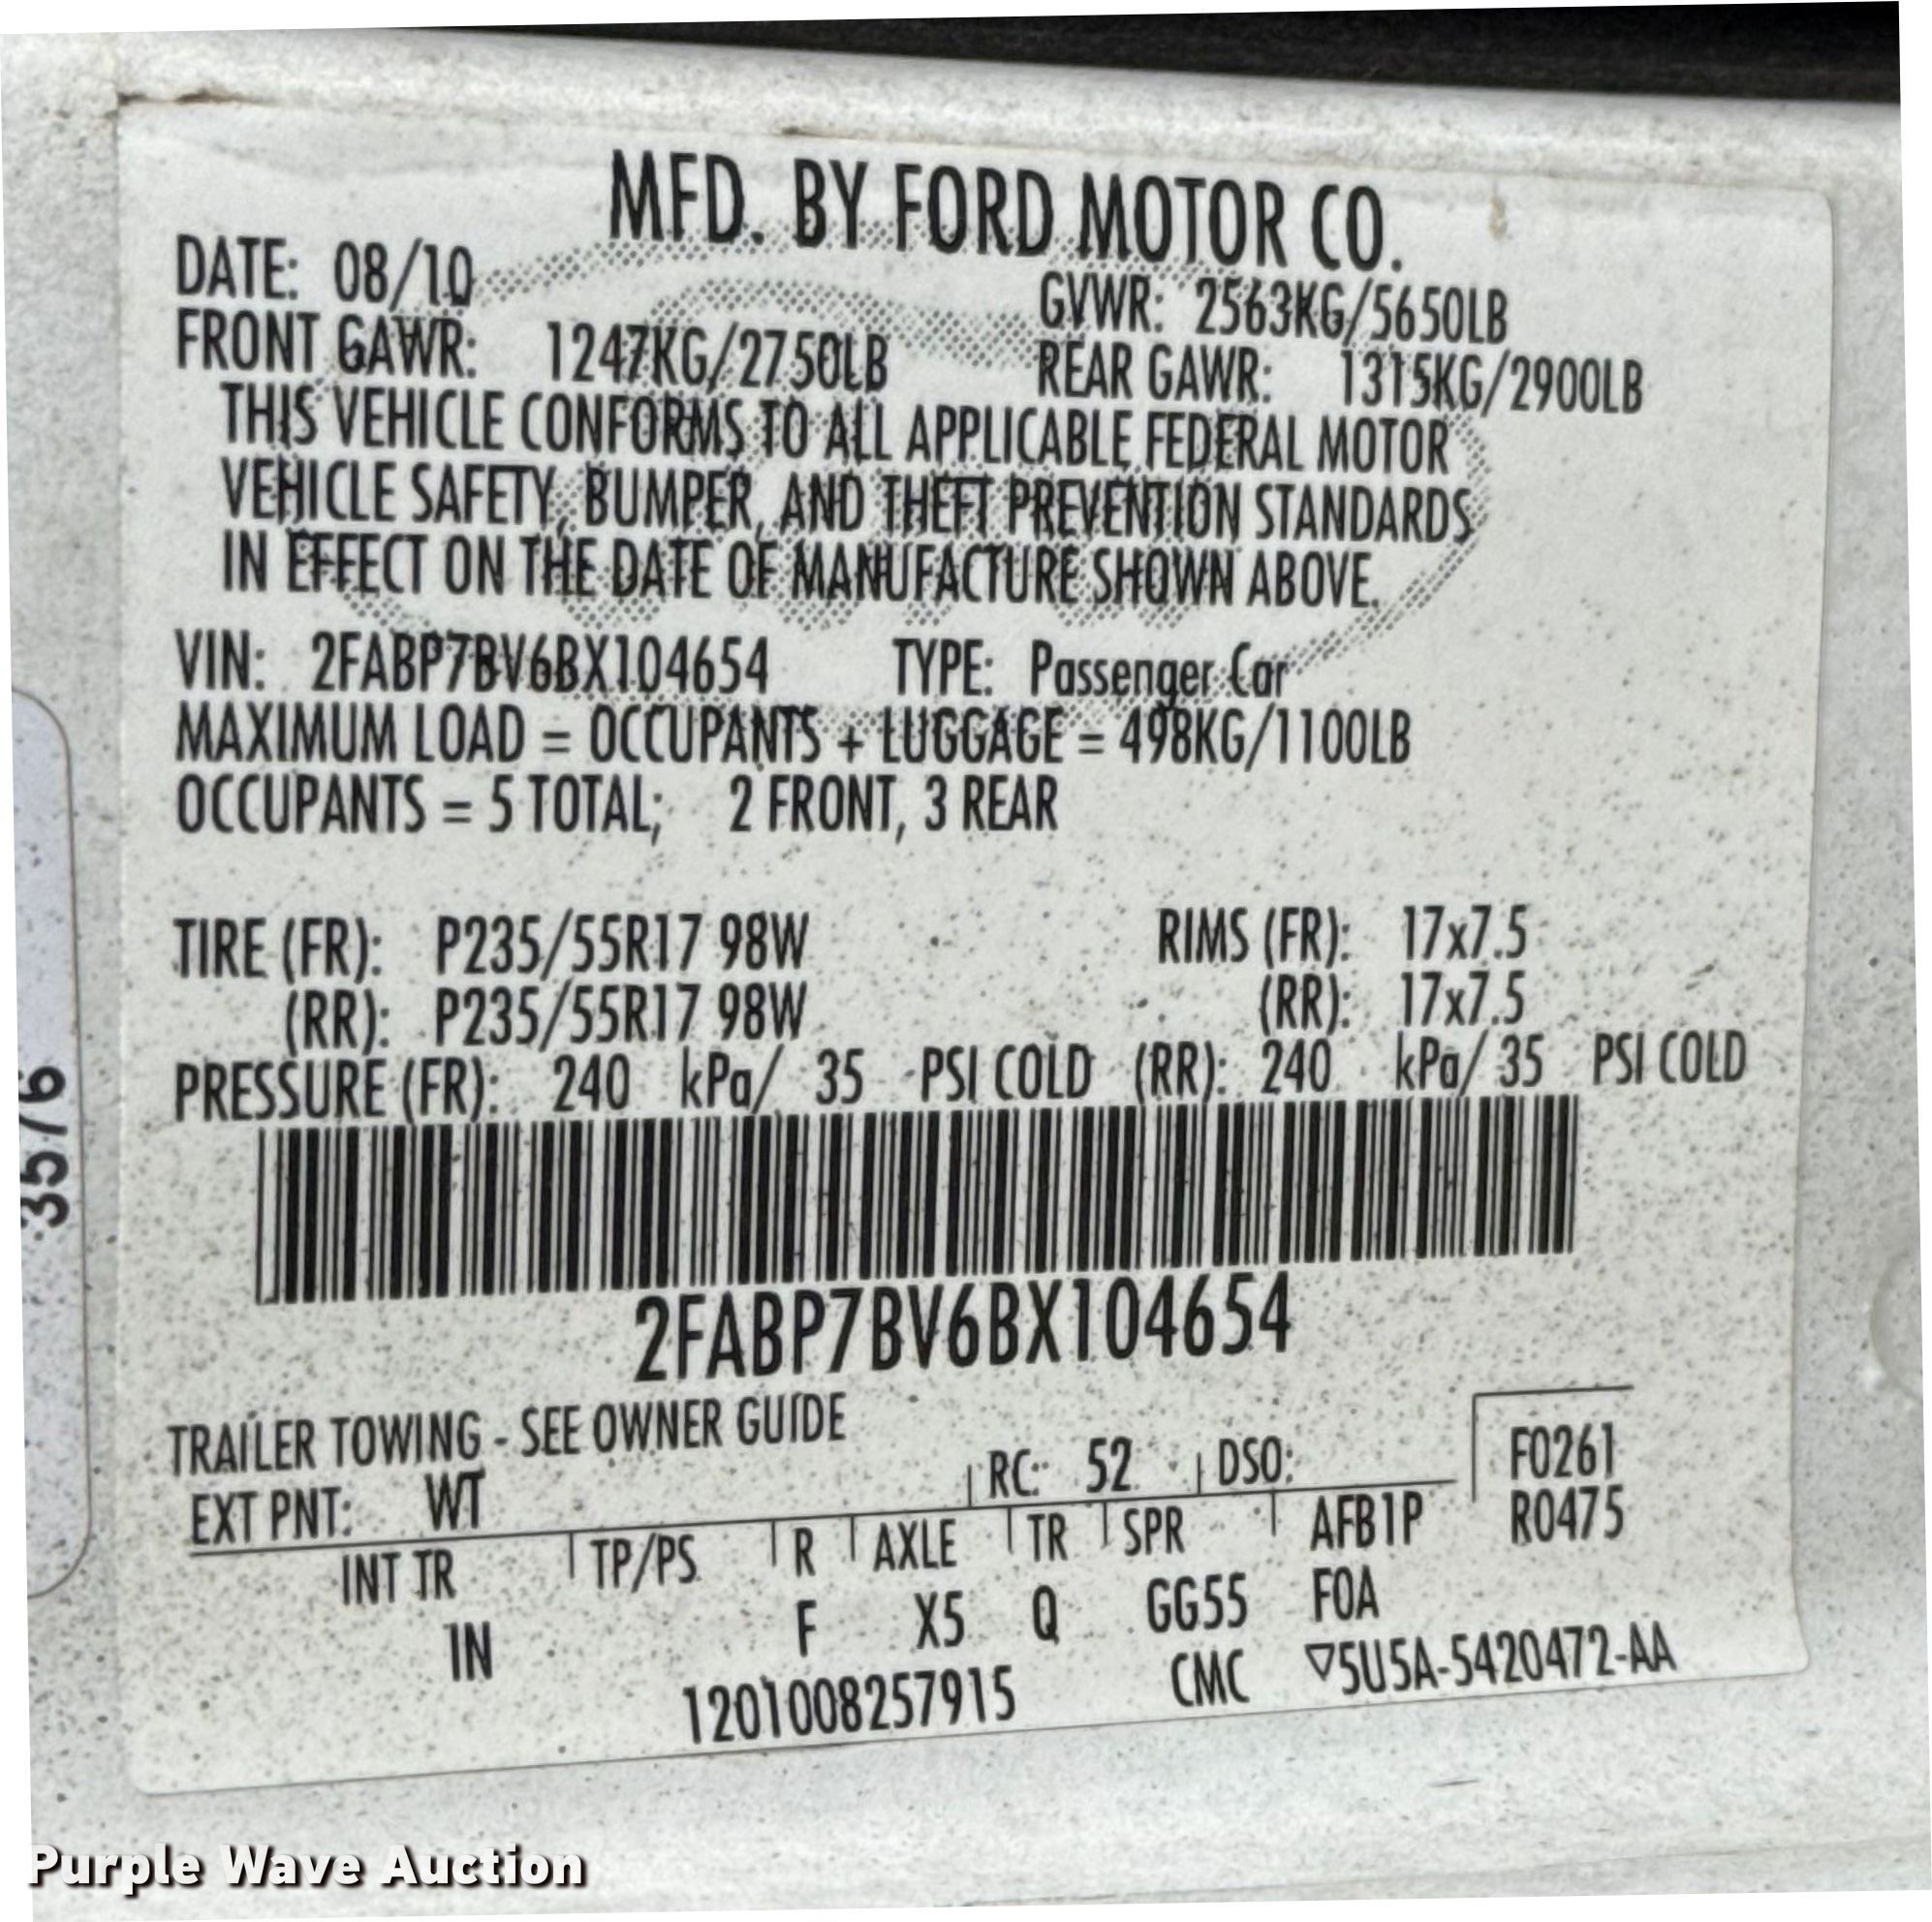 MFD. BY FORD MOTOR CO.
DATE: 08/10
GVWR: 2563KG/5650LB
FRONT GAWR: 1247KG/2750LB REAR GAWR: 1315KG/2900LB
THIS VEHICLE CONFORMS TO ALL APPLICABLE FEDERAL MOTOR
VEHICLE SAFETY, BUMPER, AND THEFT PREVENTION STANDARDS
IN EFFECT ON THE DATE OF MANUFACTURE SHOWN ABOVE.
VIN: 2FABP7BV6BX104654 TYPE: Passenger Car
MAXIMUM LOAD = OCCUPANTS + LUGGAGE = 498KG/1100LB
OCCUPANTS = 5 TOTAL; 2 FRONT, 3 REAR
TIRE (FR): P235/55R17 98W RIMS (FR): 17x7.5
(RR): P235/55R17 98W (RR): 17x7.5
PRESSURE (FR): 240 kPa/ 35 PSI COLD (RR): 240 kPa/ 35 PSI COLD
2FABP7BV6BX104654
TRAILER TOWING - SEE OWNER GUIDE
EXT PNT: WT RC: 52 DSO:
F0261
R0475
INT TR TP/PS R AXLE TR SPR AFB1P
IN F X5 Q GG55 FOA
1201008257915 CMC ▽5U5A-5420472-AA
3576
Purple Wave Auction